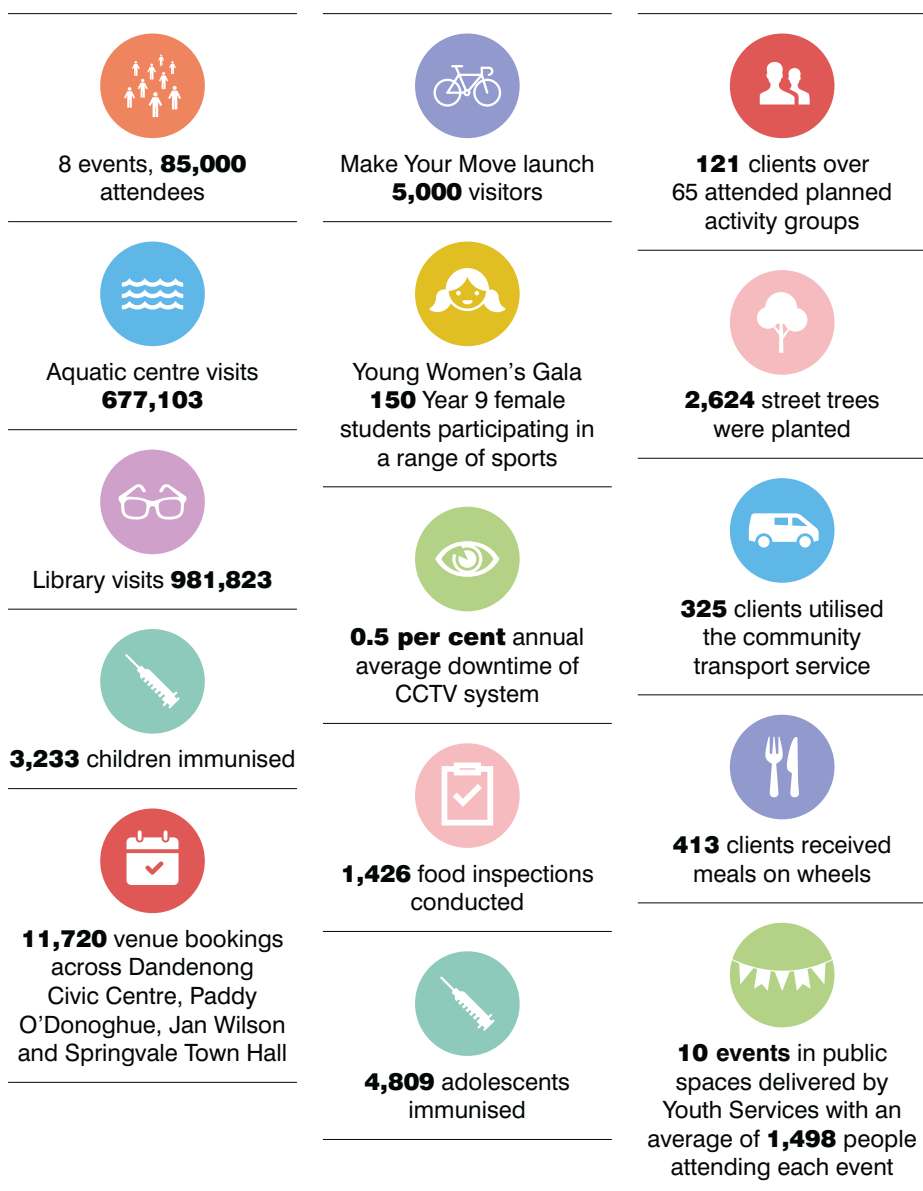 8 events, 85,000
attendees
Aquatic centre visits
677,103
Library visits 981,823
3,233 children immunised
11,720 venue bookings
across Dandenong
Civic Centre, Paddy
O’Donoghue, Jan Wilson
and Springvale Town Hall
Make Your Move launch
5,000 visitors
Young Women’s Gala
150 Year 9 female
students participating in
a range of sports
0.5 per cent annual
average downtime of
CCTV system
1,426 food inspections
conducted
4,809 adolescents
immunised
121 clients over
65 attended planned
activity groups
2,624 street trees
were planted
325 clients utilised
the community
transport service
413 clients received
meals on wheels
10 events in public
spaces delivered by
Youth Services with an
average of 1,498 people
attending each event